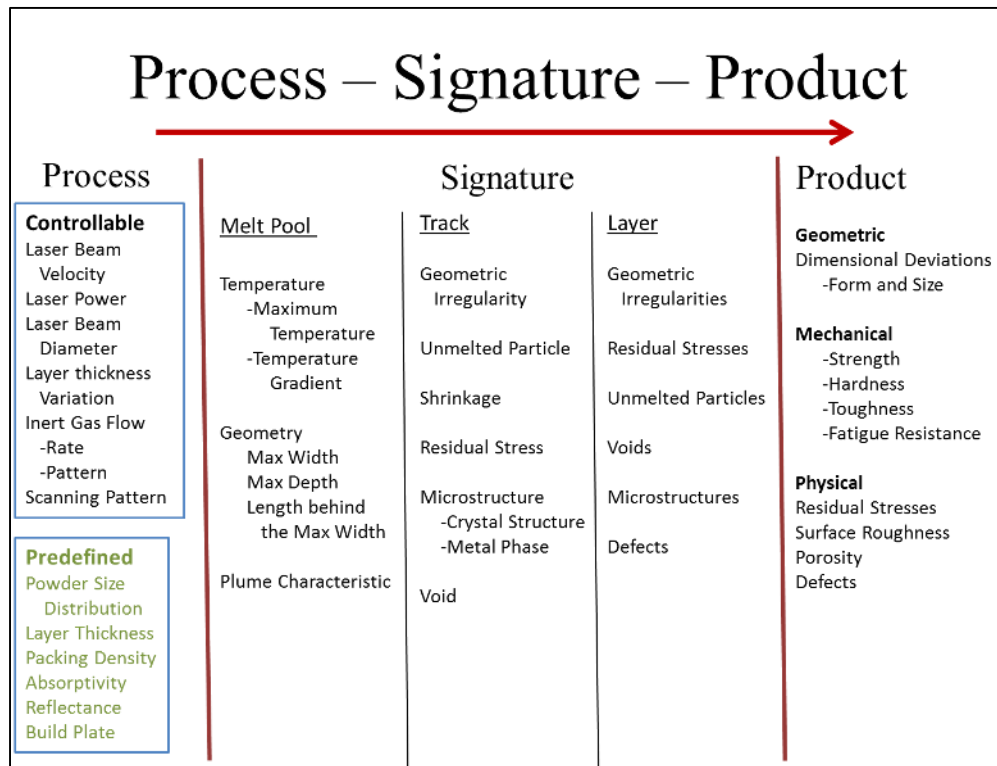 Process – Signature – Product
Process
Controllable
Laser Beam
Velocity
Laser Power
Laser Beam
Diameter
Layer thickness
Variation
Inert Gas Flow
-Rate
-Pattern
Scanning Pattern
Predefined
Powder Size
Distribution
Layer Thickness
Packing Density
Absorptivity
Reflectance
Build Plate
Signature
Melt Pool
Temperature
-Maximum
Temperature
-Temperature
Gradient
Geometry
Max Width
Max Depth
Length behind
the Max Width
Plume Characteristic
Track
Geometric
Irregularity
Unmelted Particle
Shrinkage
Residual Stress
Microstructure
-Crystal Structure
-Metal Phase
Void
Layer
Geometric
Irregularities
Residual Stresses
Unmelted Particles
Voids
Microstructures
Defects
Product
Geometric
Dimensional Deviations
-Form and Size
Mechanical
-Strength
-Hardness
-Toughness
-Fatigue Resistance
Physical
Residual Stresses
Surface Roughness
Porosity
Defects